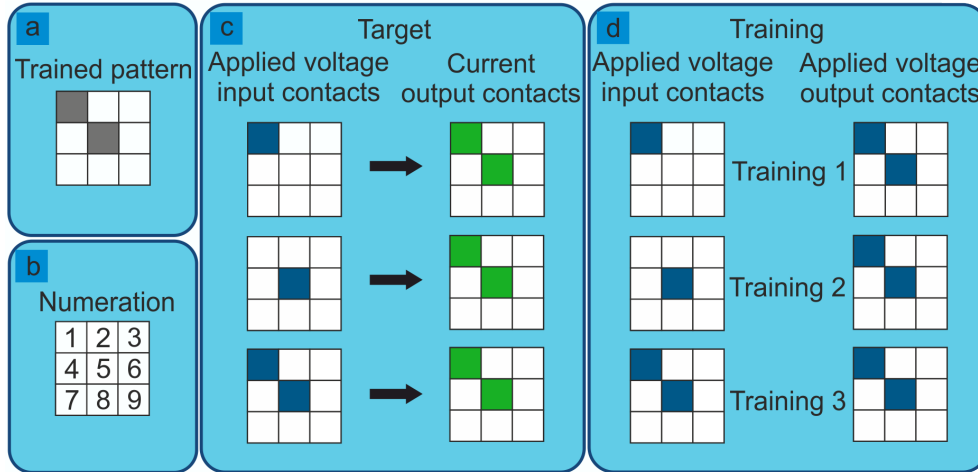 a
Trained pattern
b
Numeration
1 2 3
4 5 6
7 8 9
c
Target
Applied voltage
input contacts
Current
output contacts
d
Training
Applied voltage
input contacts
Applied voltage
output contacts
Training 1
Training 2
Training 3